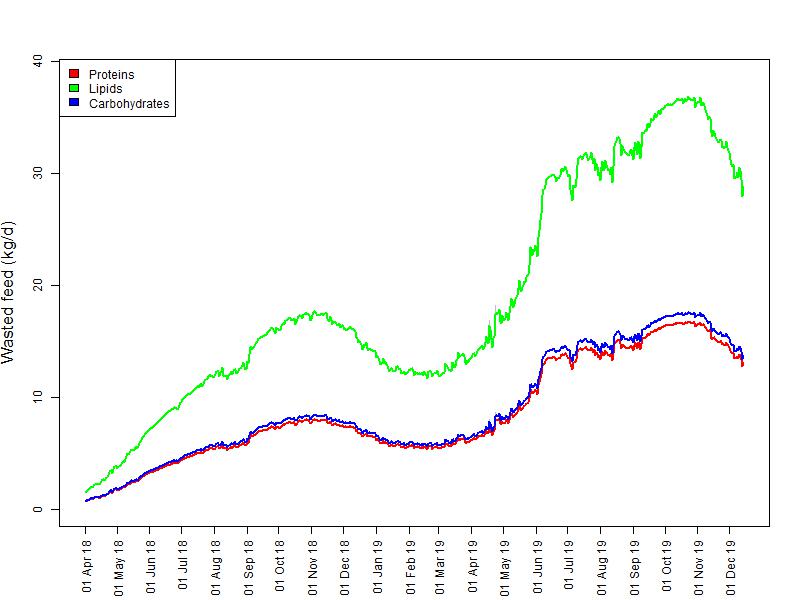 40
30
20
10
0
Wasted feed (kg/d)
Proteins
Lipids
Carbohydrates
01 Apr 18
01 May 18
01 Jun 18
01 Jul 18
01 Aug 18
01 Sep 18
01 Oct 18
01 Nov 18
01 Dec 18
01 Jan 19
01 Feb 19
01 Mar 19
01 Apr 19
01 May 19
01 Jun 19
01 Jul 19
01 Aug 19
01 Sep 19
01 Oct 19
01 Nov 19
01 Dec 19